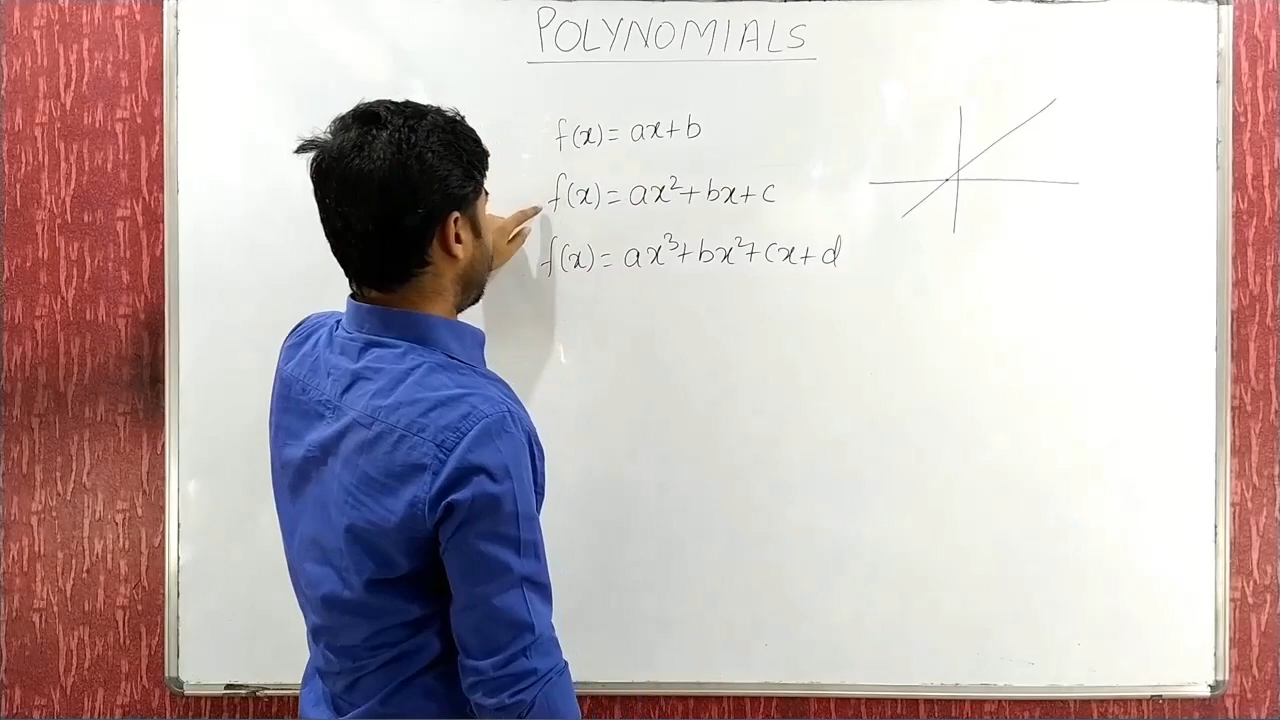 POLYNOMIALS
f(x) = ax+b
f(x) = ax²+bx+c
f(x) = ax³+bx²+cx+d